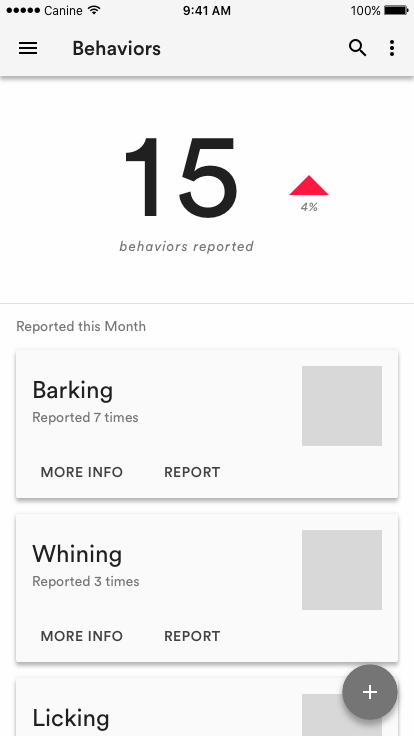 Canine 9:41 AM 100%
Behaviors
15
4%
behaviors reported
Reported this Month
Barking
Reported 7 times
MORE INFO REPORT
Whining
Reported 3 times
MORE INFO REPORT
Licking